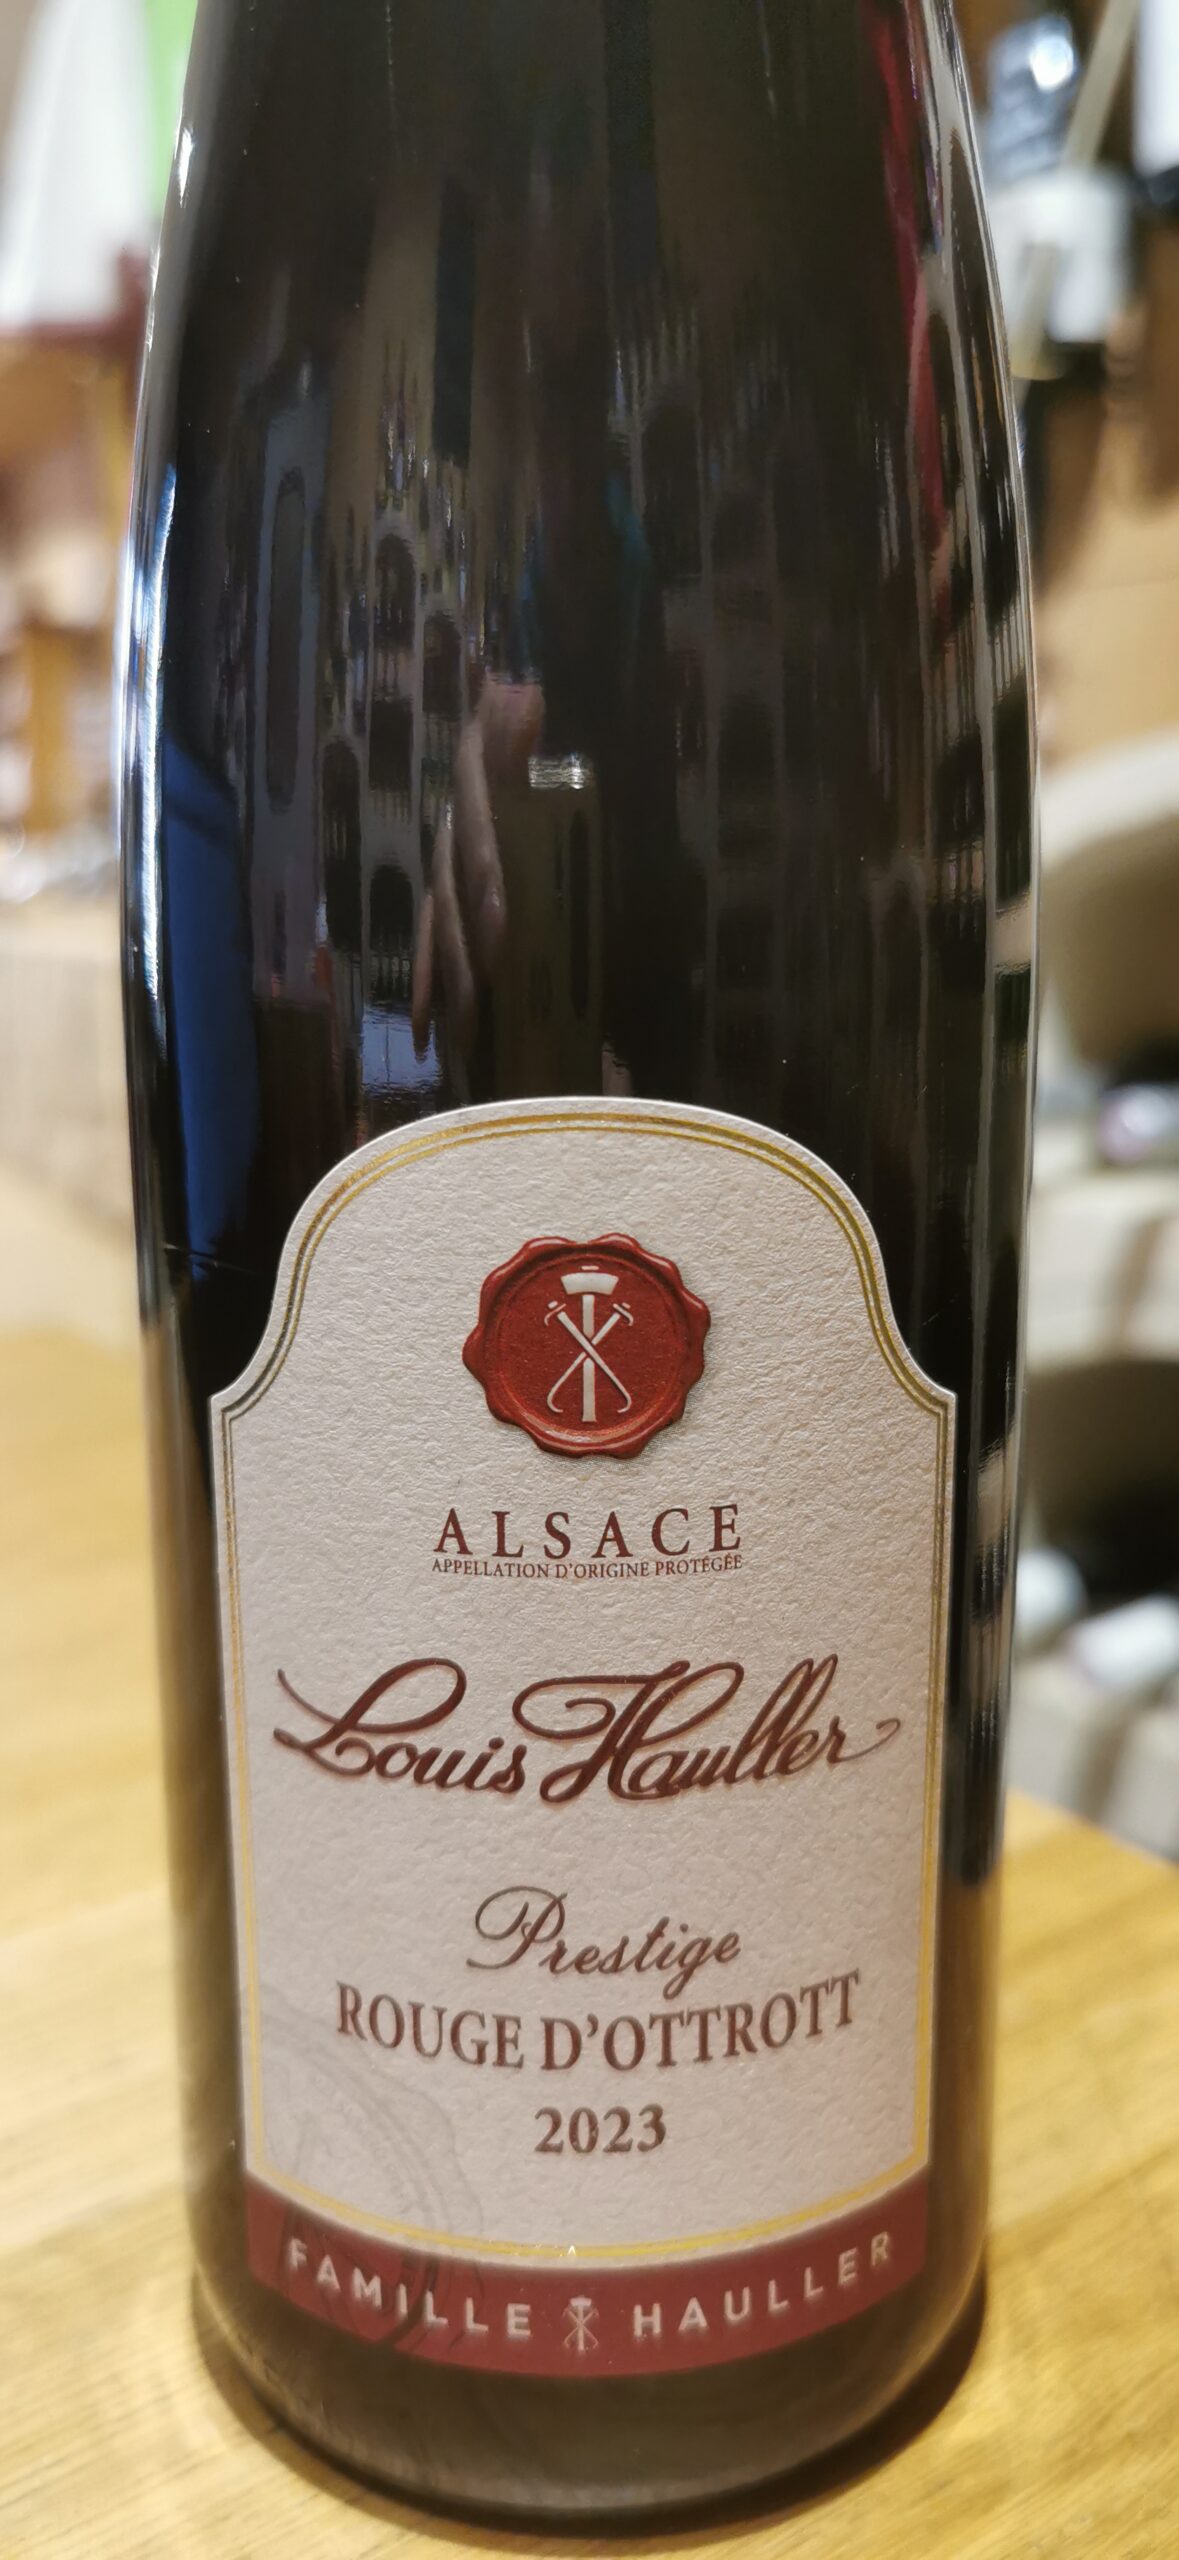 ALSACE
APPELLATION D'ORIGINE PROTÉGÉE
Louis Hauller
Prestige
ROUGE D'OTTROTT
2023
FAMILLE HAULLER